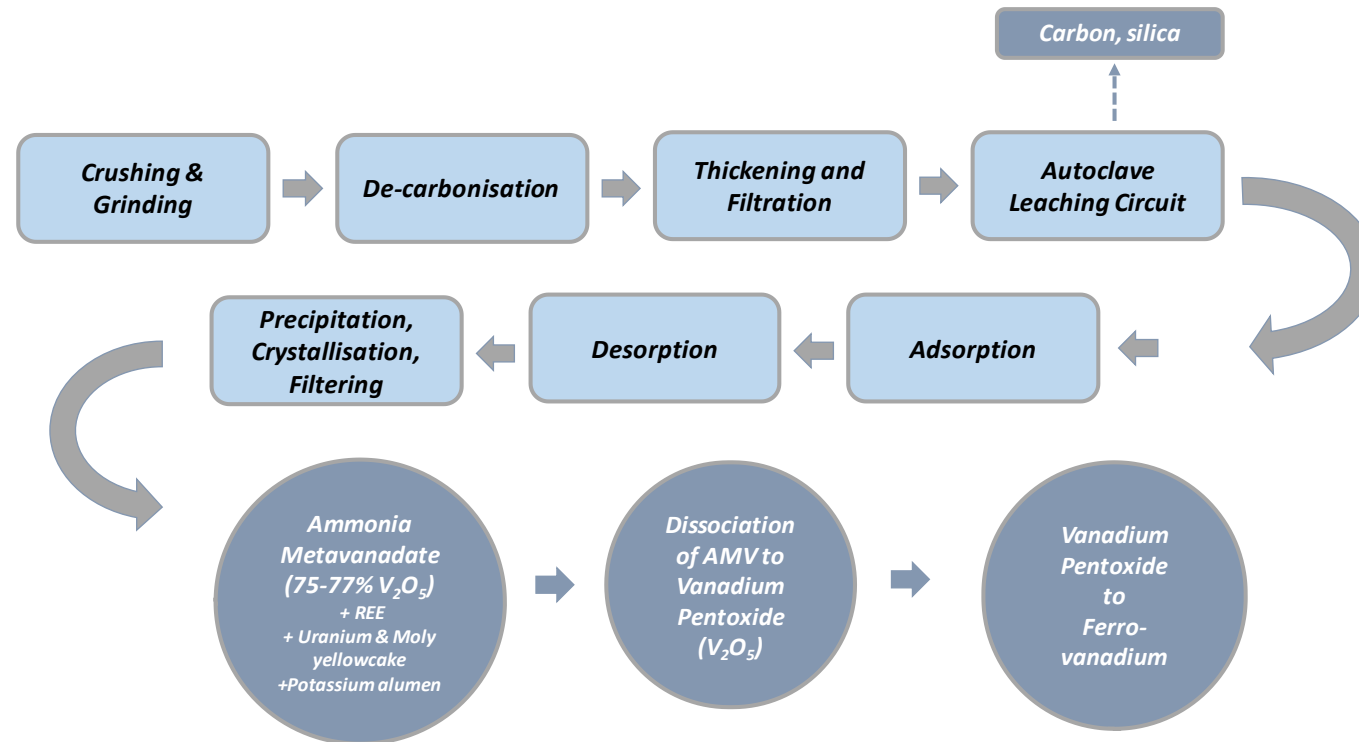 Carbon, silica
Crushing &
Grinding
De-carbonisation
Thickening and
Filtration
Autoclave
Leaching Circuit
Adsorption
Desorption
Precipitation,
Crystallisation,
Filtering
Ammonia
Metavanadate
(75-77% V₂O₅)
+ REE
+ Uranium & Moly
yellowcake
+Potassium alumen
Dissociation
of AMV to
Vanadium
Pentoxide
(V₂O₅)
Vanadium
Pentoxide
to
Ferro-
vanadium